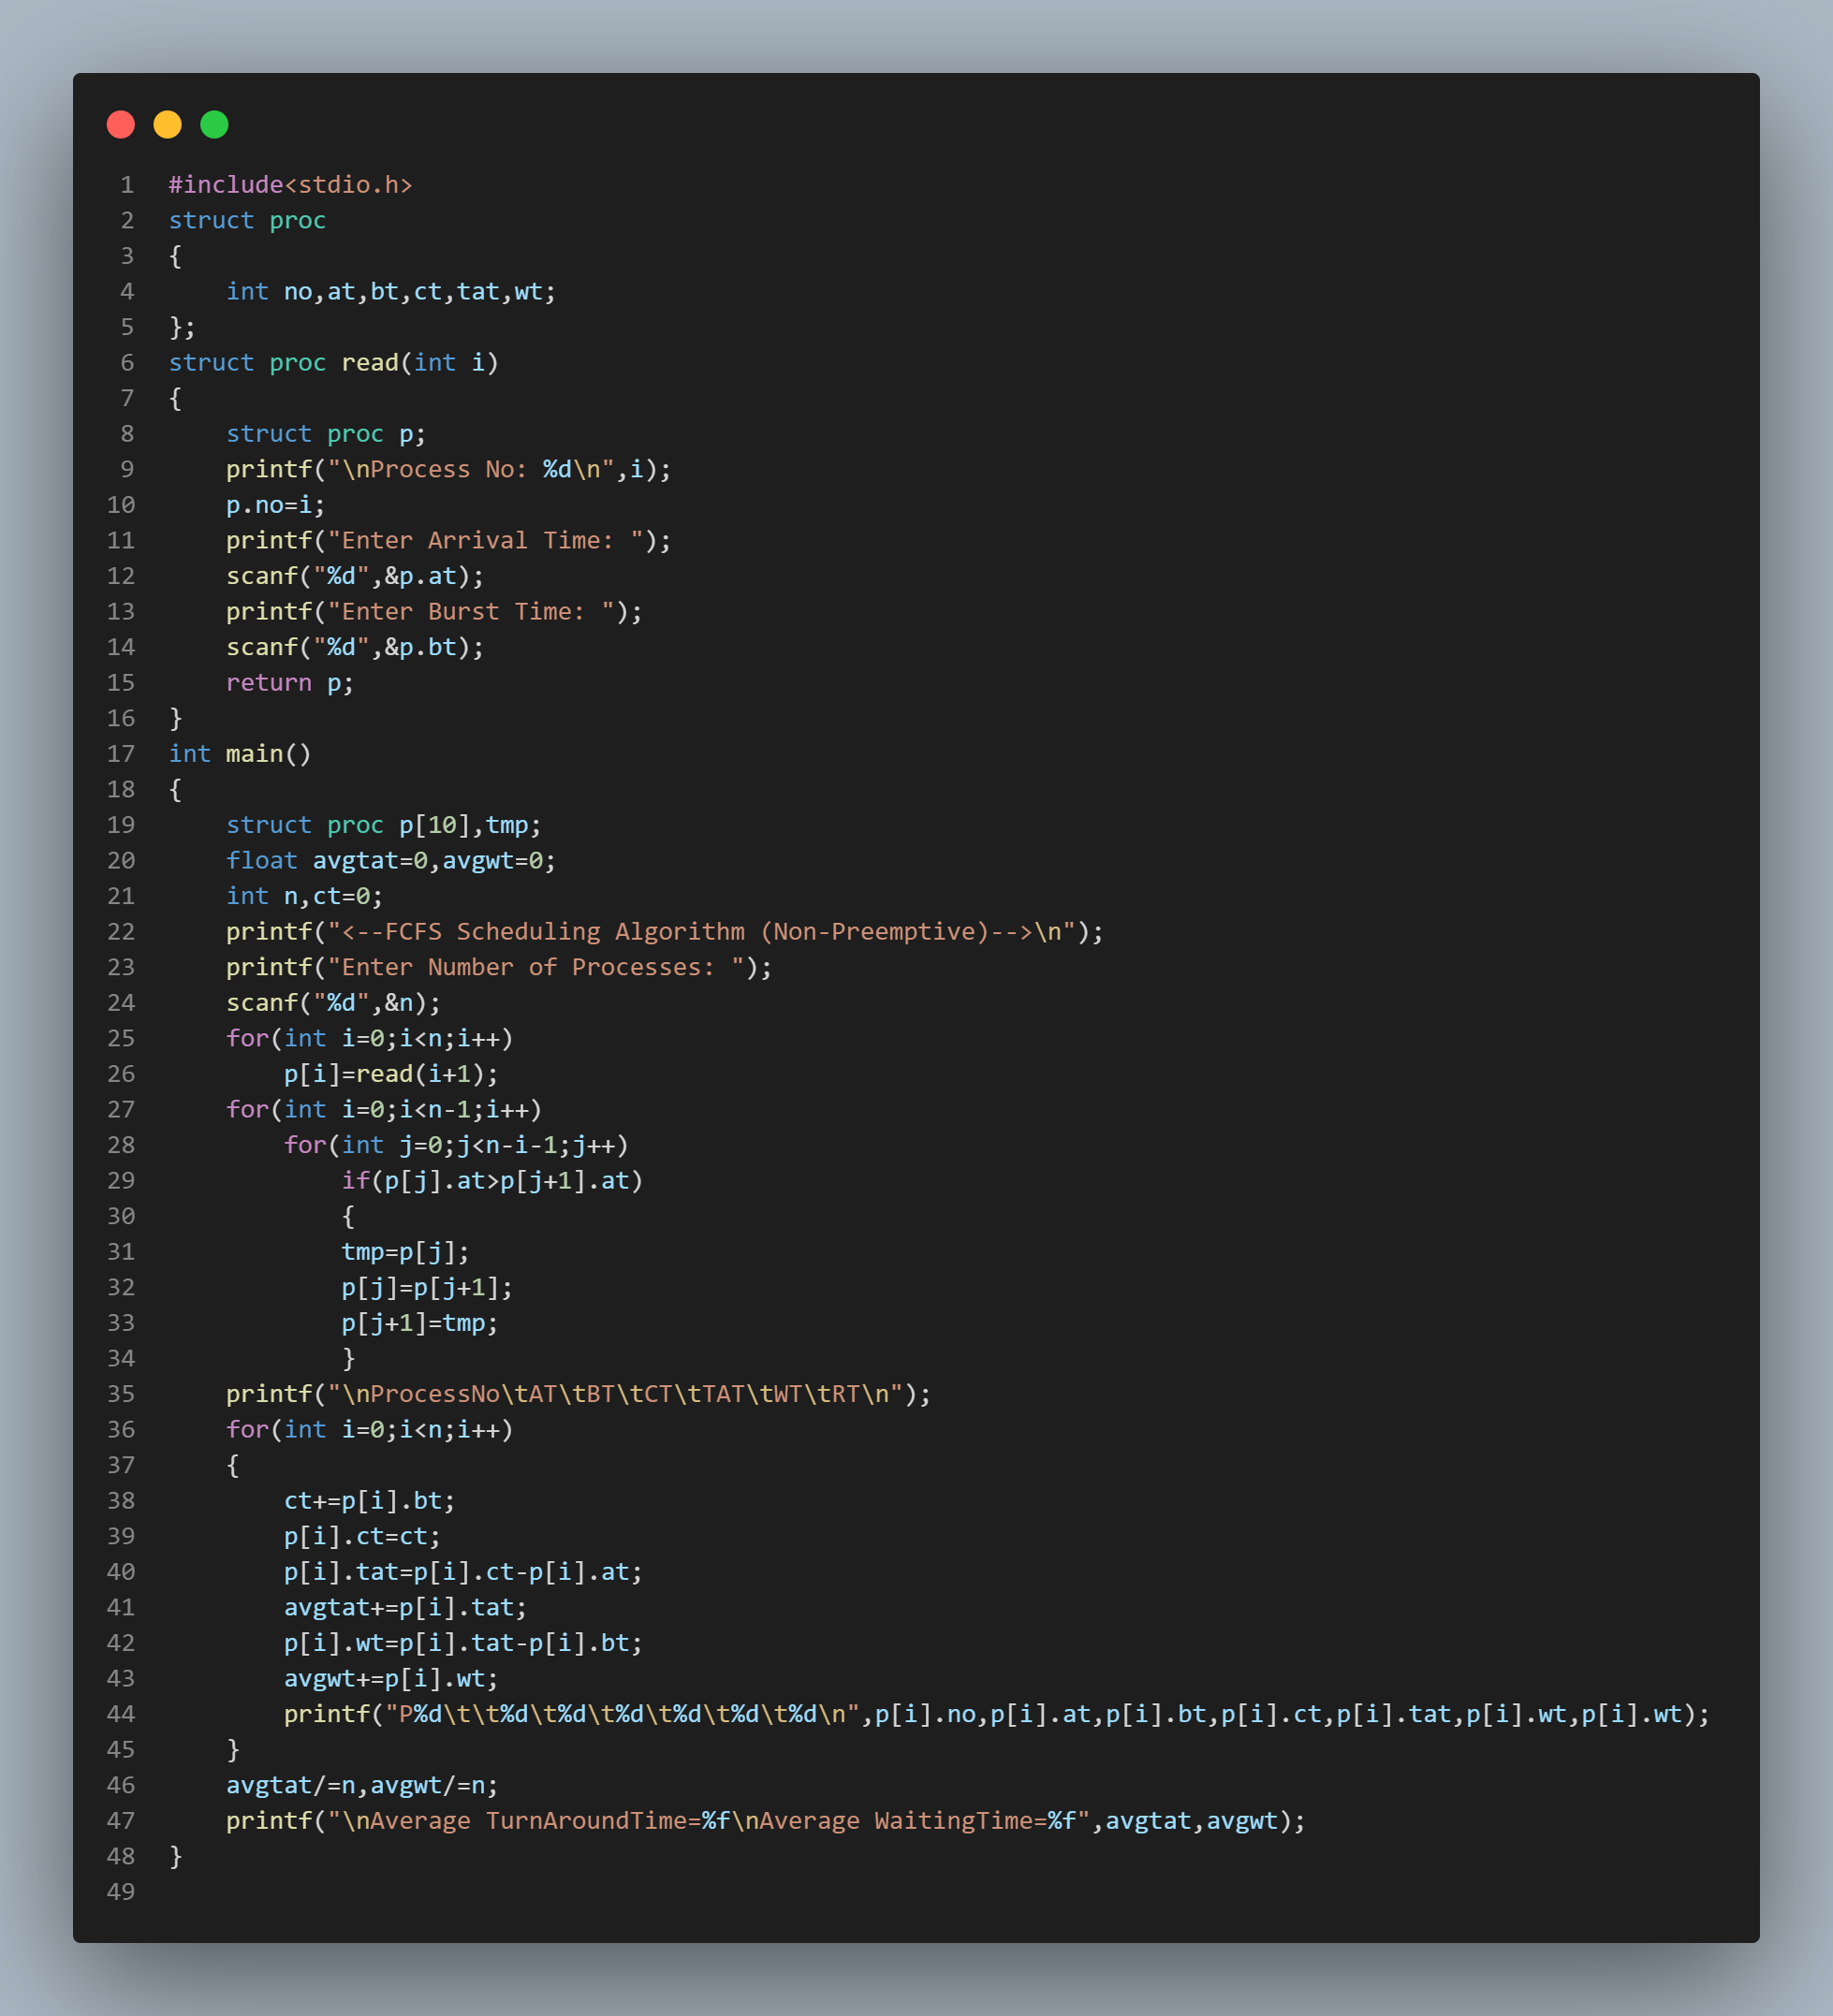 1 #include<stdio.h>
2 struct proc
3 {
4     int no,at,bt,ct,tat,wt;
5 };
6 struct proc read(int i)
7 {
8     struct proc p;
9     printf("\nProcess No: %d\n",i);
10     p.no=i;
11     printf("Enter Arrival Time: ");
12     scanf("%d",&p.at);
13     printf("Enter Burst Time: ");
14     scanf("%d",&p.bt);
15     return p;
16 }
17 int main()
18 {
19     struct proc p[10],tmp;
20     float avgtat=0,avgwt=0;
21     int n,ct=0;
22     printf("<--FCFS Scheduling Algorithm (Non-Preemptive)-->\n");
23     printf("Enter Number of Processes: ");
24     scanf("%d",&n);
25     for(int i=0;i<n;i++)
26         p[i]=read(i+1);
27     for(int i=0;i<n-1;i++)
28         for(int j=0;j<n-i-1;j++)
29             if(p[j].at>p[j+1].at)
30             {
31             tmp=p[j];
32             p[j]=p[j+1];
33             p[j+1]=tmp;
34             }
35     printf("\nProcessNo\tAT\tBT\tCT\tTAT\tWT\tRT\n");
36     for(int i=0;i<n;i++)
37     {
38         ct+=p[i].bt;
39         p[i].ct=ct;
40         p[i].tat=p[i].ct-p[i].at;
41         avgtat+=p[i].tat;
42         p[i].wt=p[i].tat-p[i].bt;
43         avgwt+=p[i].wt;
44         printf("P%d\t\t%d\t%d\t%d\t%d\t%d\t%d\n",p[i].no,p[i].at,p[i].bt,p[i].ct,p[i].tat,p[i].wt,p[i].wt);
45     }
46     avgtat/=n,avgwt/=n;
47     printf("\nAverage TurnAroundTime=%f\nAverage WaitingTime=%f",avgtat,avgwt);
48 }
49